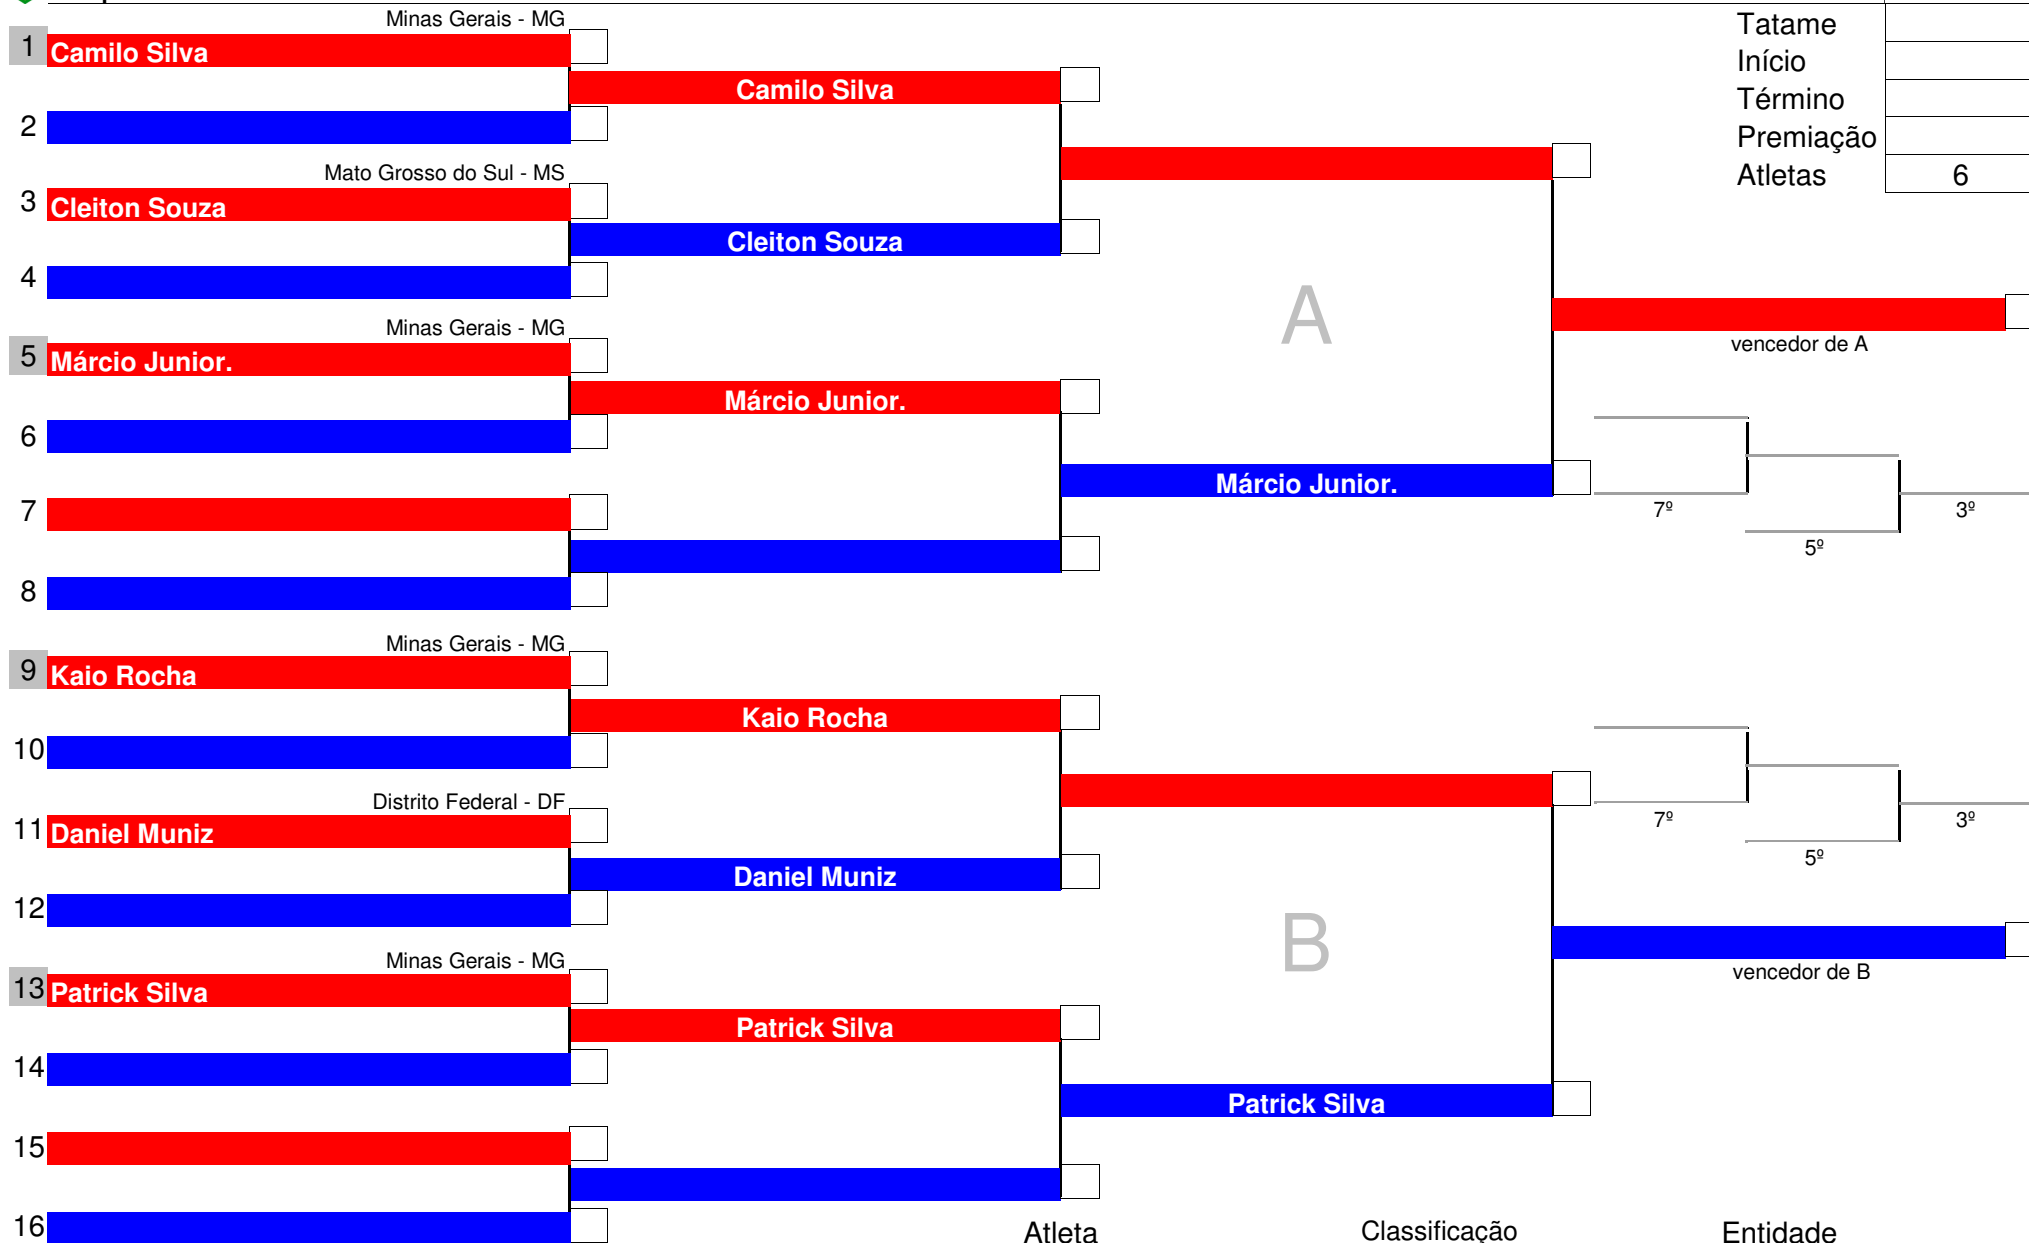 Minas Gerais - MG
Tatame
1 Camilo Silva
Início
Camilo Silva
Término
2
Premiação
Mato Grosso do Sul - MS
Atletas 6
3 Cleiton Souza
Cleiton Souza
4
A
Minas Gerais - MG
vencedor de A
5 Márcio Junior.
Márcio Junior.
6
Márcio Junior.
7
7º 3º
5º
8
Minas Gerais - MG
9 Kaio Rocha
Kaio Rocha
10
Distrito Federal - DF
11 Daniel Muniz
7º 3º
5º
Daniel Muniz
12
B
Minas Gerais - MG
vencedor de B
13 Patrick Silva
Patrick Silva
14
Patrick Silva
15
16
Atleta Classificação Entidade